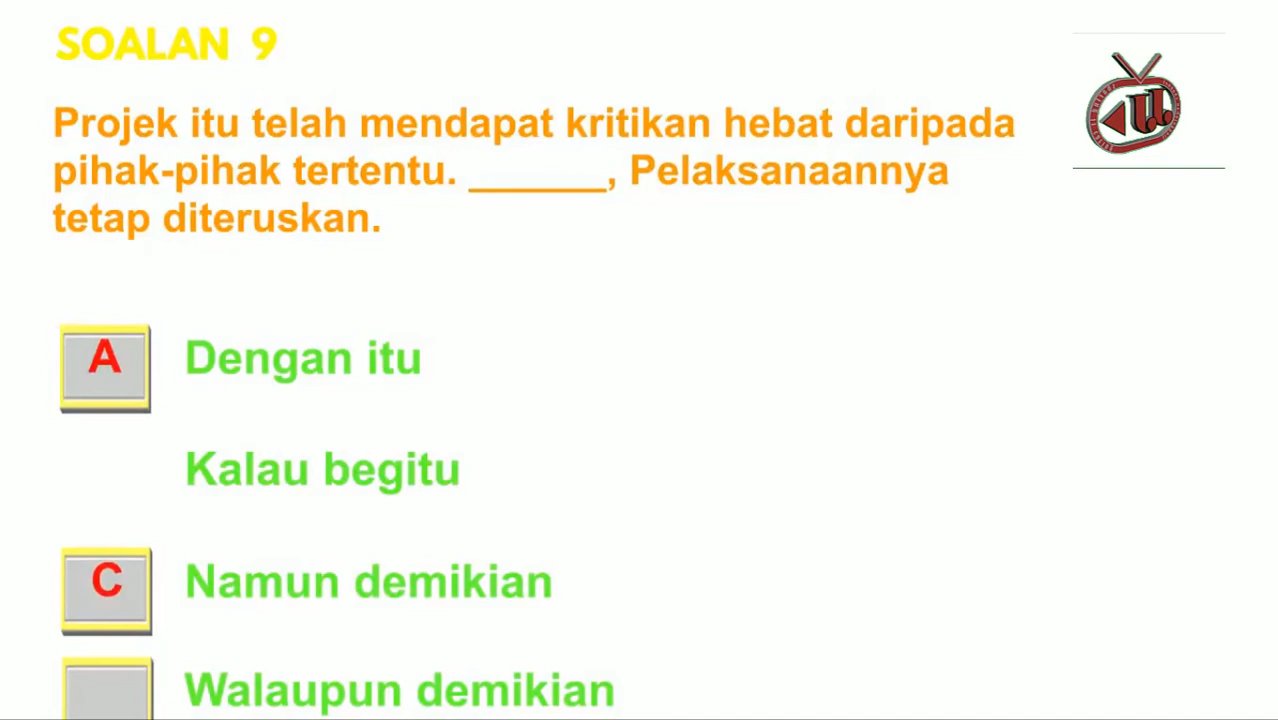 SOALAN 9
Projek itu telah mendapat kritikan hebat daripada
pihak-pihak tertentu. ______, Pelaksanaannya
tetap diteruskan.
A Dengan itu
Kalau begitu
C Namun demikian
Walaupun demikian